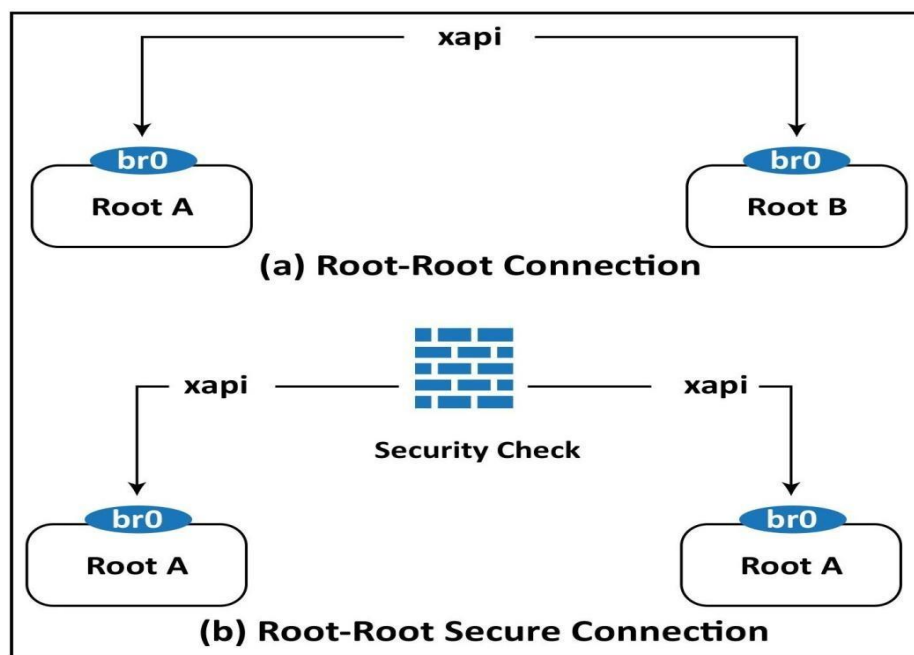 xapi
br0 br0
Root A Root B
(a) Root-Root Connection
xapi xapi
Security Check
br0 br0
Root A Root A
(b) Root-Root Secure Connection